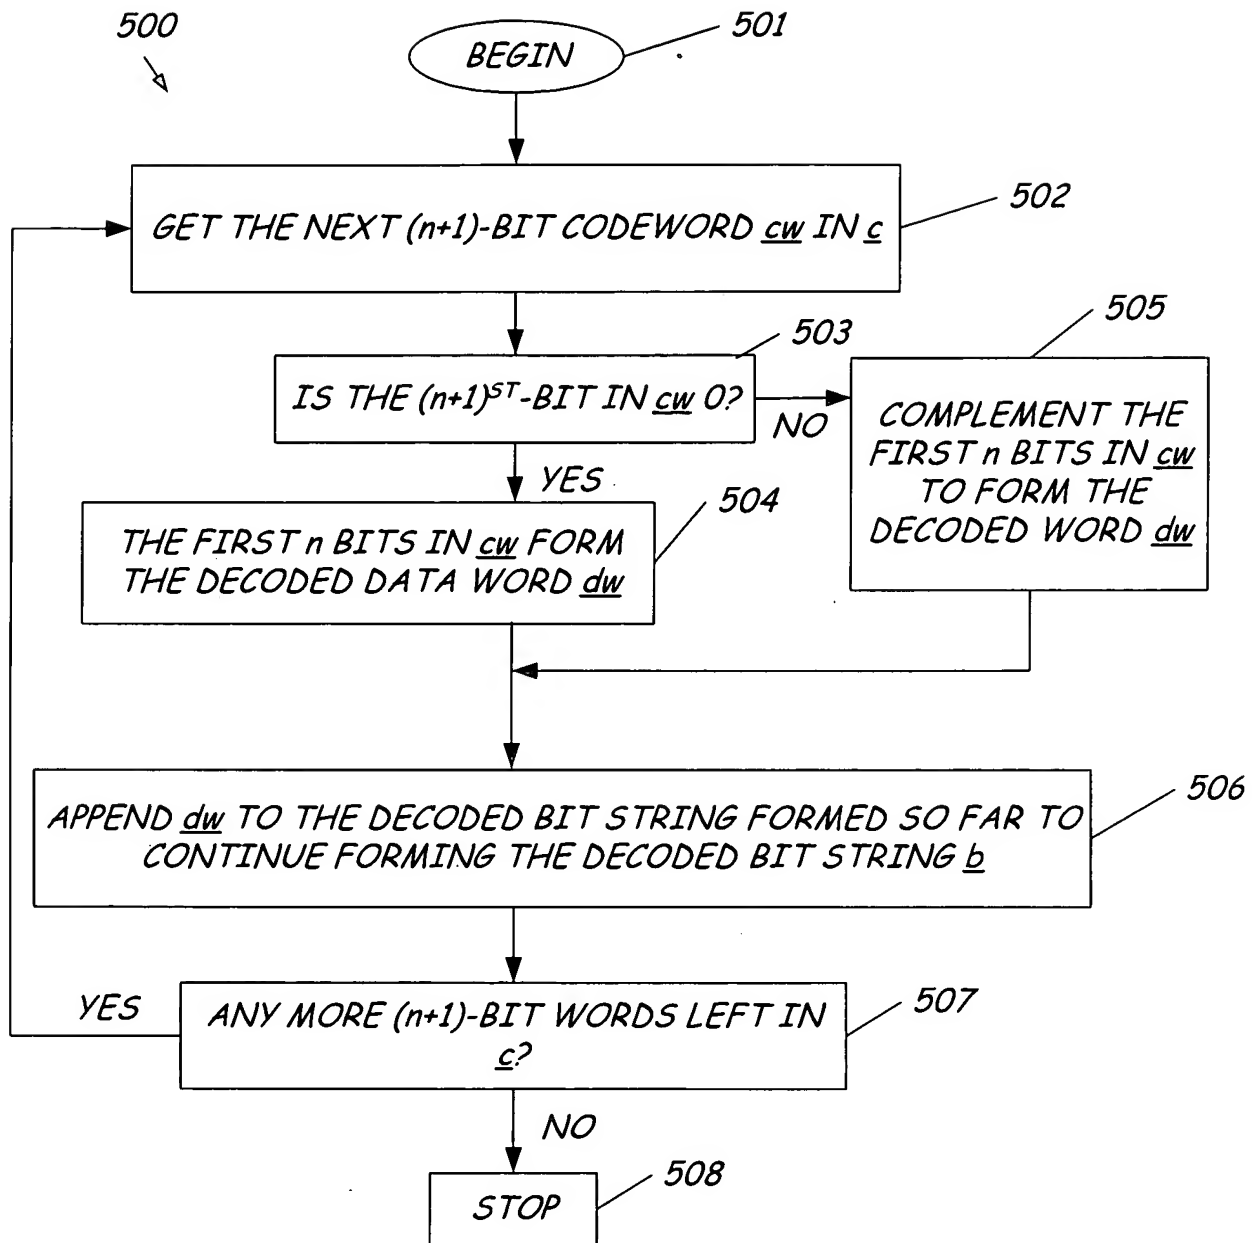 500
BEGIN
501
GET THE NEXT (n+1)-BIT CODEWORD cw IN c
502
IS THE (n+1)ST-BIT IN cw 0?
503
NO
YES
COMPLEMENT THE
FIRST n BITS IN cw
TO FORM THE
DECODED WORD dw
505
THE FIRST n BITS IN cw FORM
THE DECODED DATA WORD dw
504
APPEND dw TO THE DECODED BIT STRING FORMED SO FAR TO
CONTINUE FORMING THE DECODED BIT STRING b
506
YES
ANY MORE (n+1)-BIT WORDS LEFT IN
c?
507
NO
STOP
508